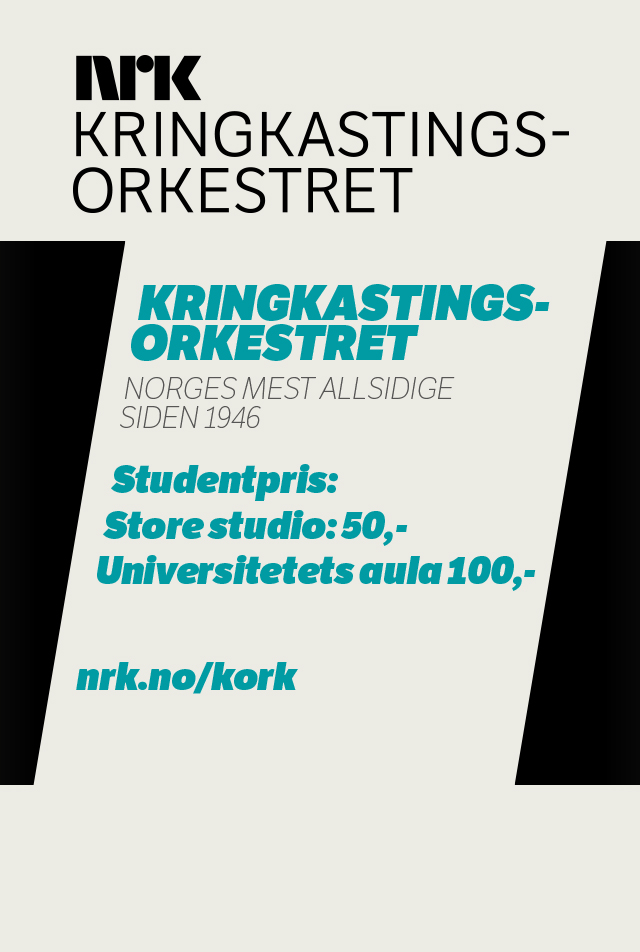 nrk
KRINGKASTINGS-
ORKESTRET
KRINGKASTINGS-
ORKESTRET
NORGES MEST ALLSIDIGE
SIDEN 1946
Studentpris:
Store studio: 50,-
Universitetets aula 100,-
nrk.no/kork